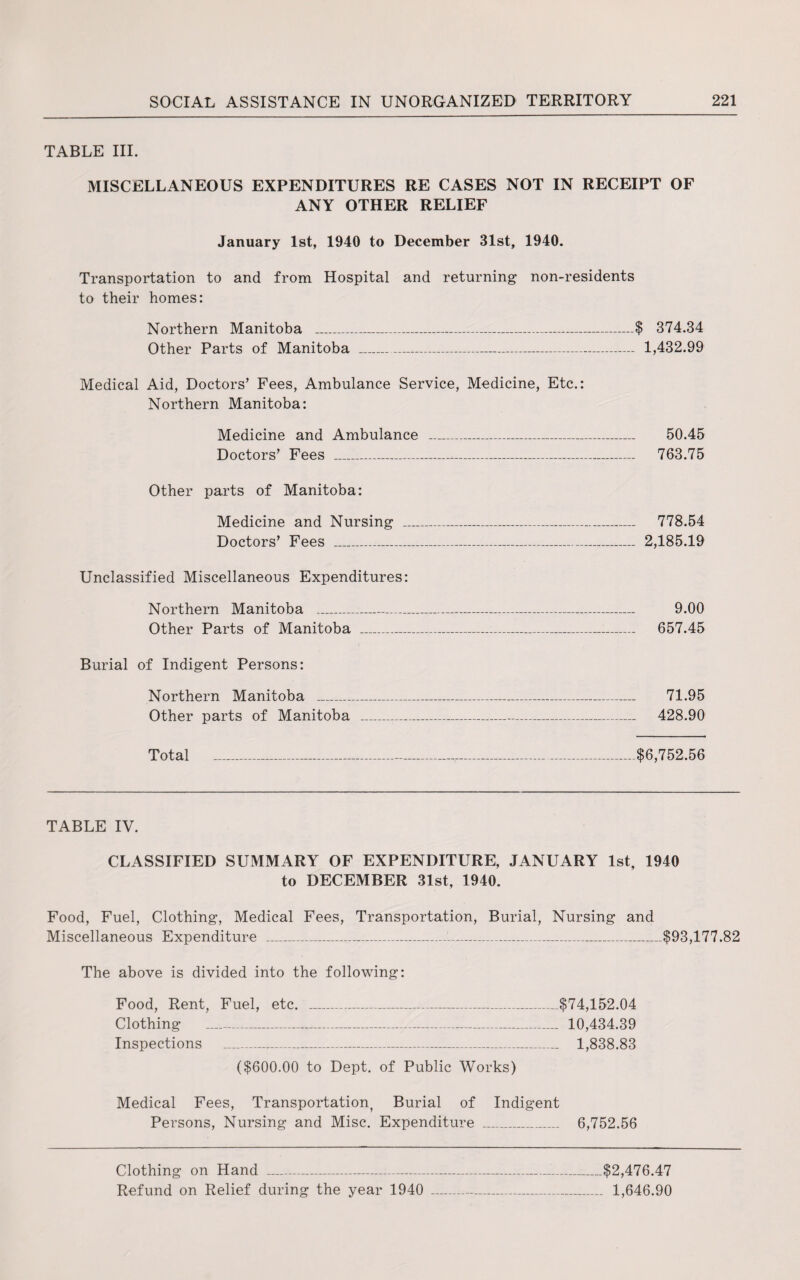 SOCIAL ASSISTANCE IN UNORGANIZED TERRITORY 221
TABLE III.
MISCELLANEOUS EXPENDITURES RE CASES NOT IN RECEIPT OF
ANY OTHER RELIEF
January 1st, 1940 to December 31st, 1940.
Transportation to and from Hospital and returning non-residents
to their homes:
Northern Manitoba $ 374.34
Other Parts of Manitoba 1,432.99
Medical Aid, Doctors' Fees, Ambulance Service, Medicine, Etc.:
Northern Manitoba:
Medicine and Ambulance 50.45
Doctors' Fees 763.75
Other parts of Manitoba:
Medicine and Nursing 778.54
Doctors' Fees 2,185.19
Unclassified Miscellaneous Expenditures:
Northern Manitoba 9.00
Other Parts of Manitoba 657.45
Burial of Indigent Persons:
Northern Manitoba 71.95
Other parts of Manitoba 428.90
Total $6,752.56
TABLE IV.
CLASSIFIED SUMMARY OF EXPENDITURE, JANUARY 1st, 1940
to DECEMBER 31st, 1940.
Food, Fuel, Clothing, Medical Fees, Transportation, Burial, Nursing and
Miscellaneous Expenditure $93,177.82
The above is divided into the following:
Food, Rent, Fuel, etc. $74,152.04
Clothing 10,434.39
Inspections 1,838.83
($600.00 to Dept. of Public Works)
Medical Fees, Transportation, Burial of Indigent
Persons, Nursing and Misc. Expenditure 6,752.56
Clothing on Hand $2,476.47
Refund on Relief during the year 1940 1,646.90